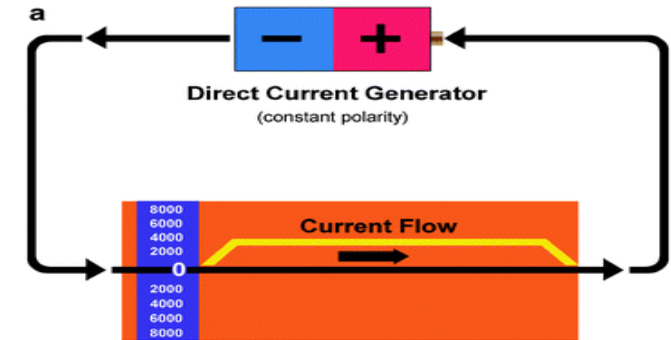 a
− +
Direct Current Generator
(constant polarity)
8000
6000
Current Flow
4000
2000
0
2000
4000
6000
8000